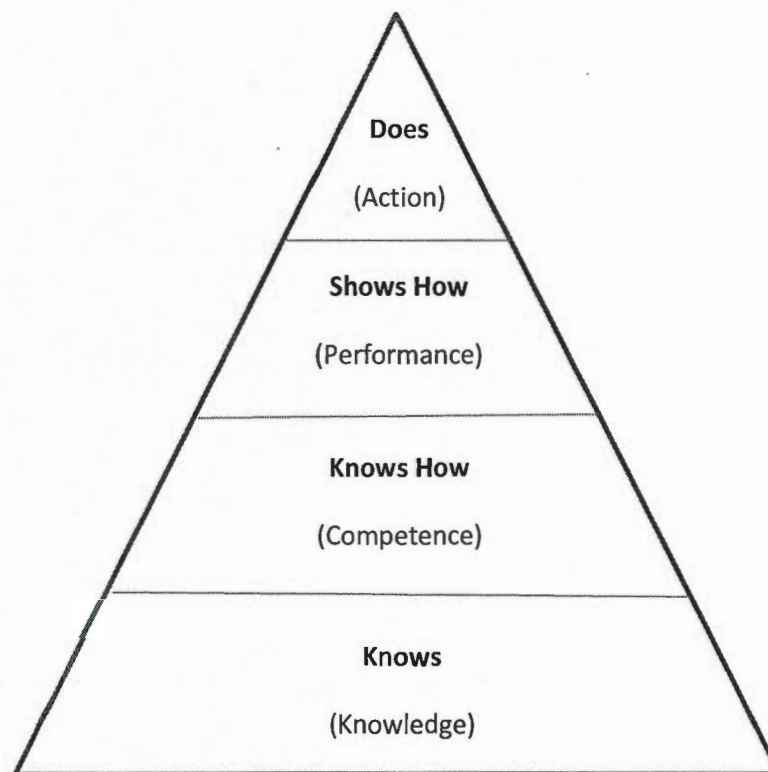 Does
(Action)
Shows How
(Performance)
Knows How
(Competence)
Knows
(Knowledge)